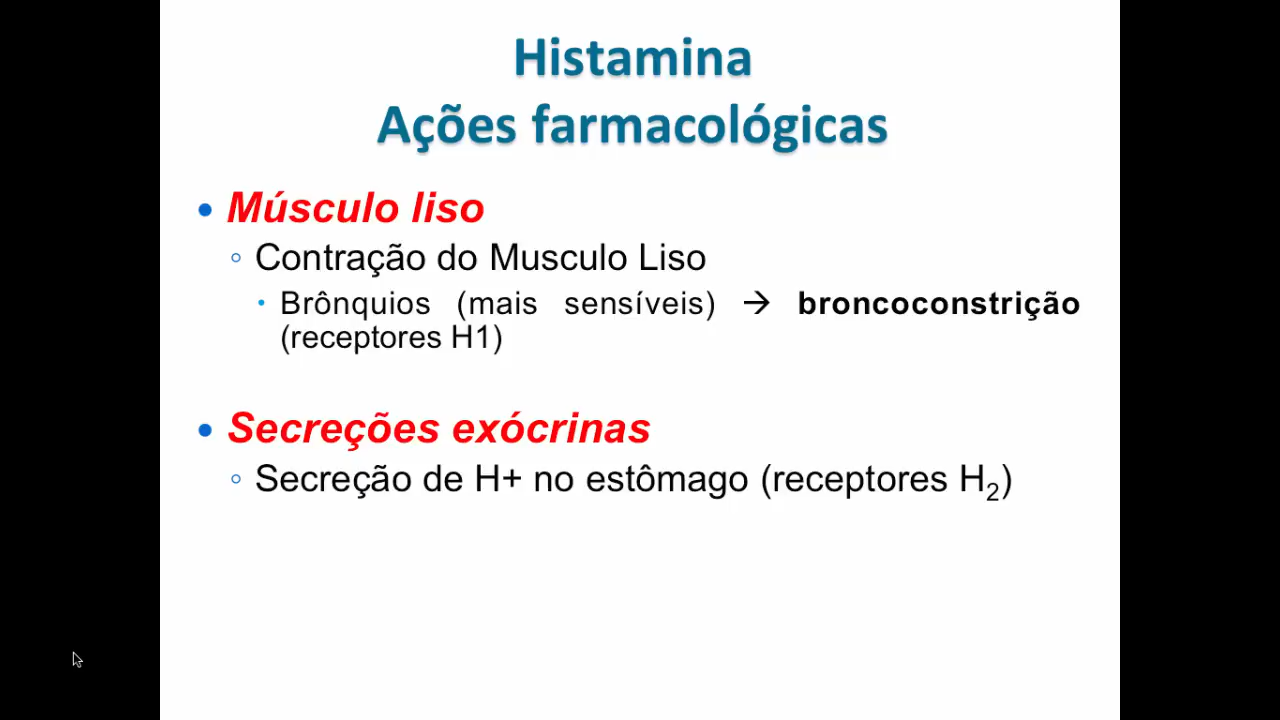 Histamina
Ações farmacológicas
• Músculo liso
◦ Contração do Musculo Liso
• Brônquios (mais sensíveis) → broncoconstrição
(receptores H1)
• Secreções exócrinas
◦ Secreção de H+ no estômago (receptores H₂)